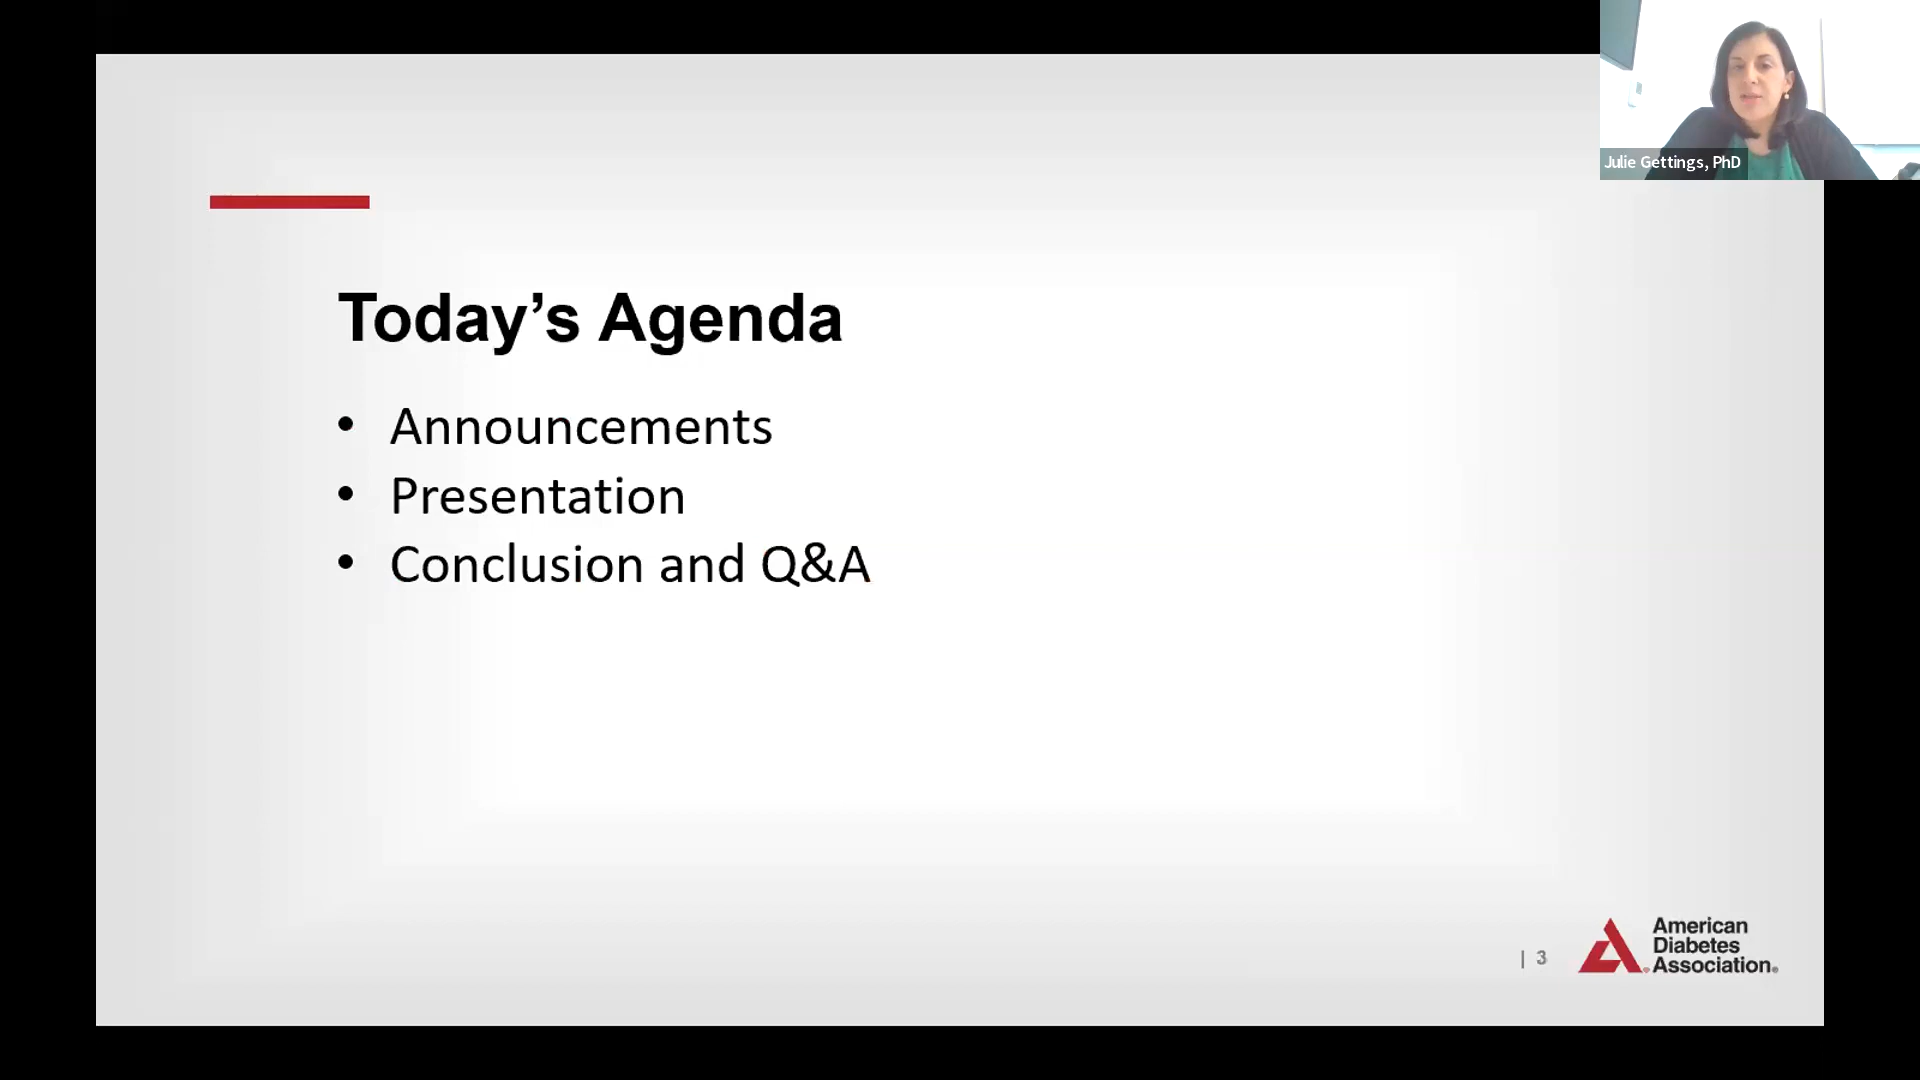 Julie Gettings, PhD
Today’s Agenda
• Announcements
• Presentation
• Conclusion and Q&A
| 3
American
Diabetes
Association®